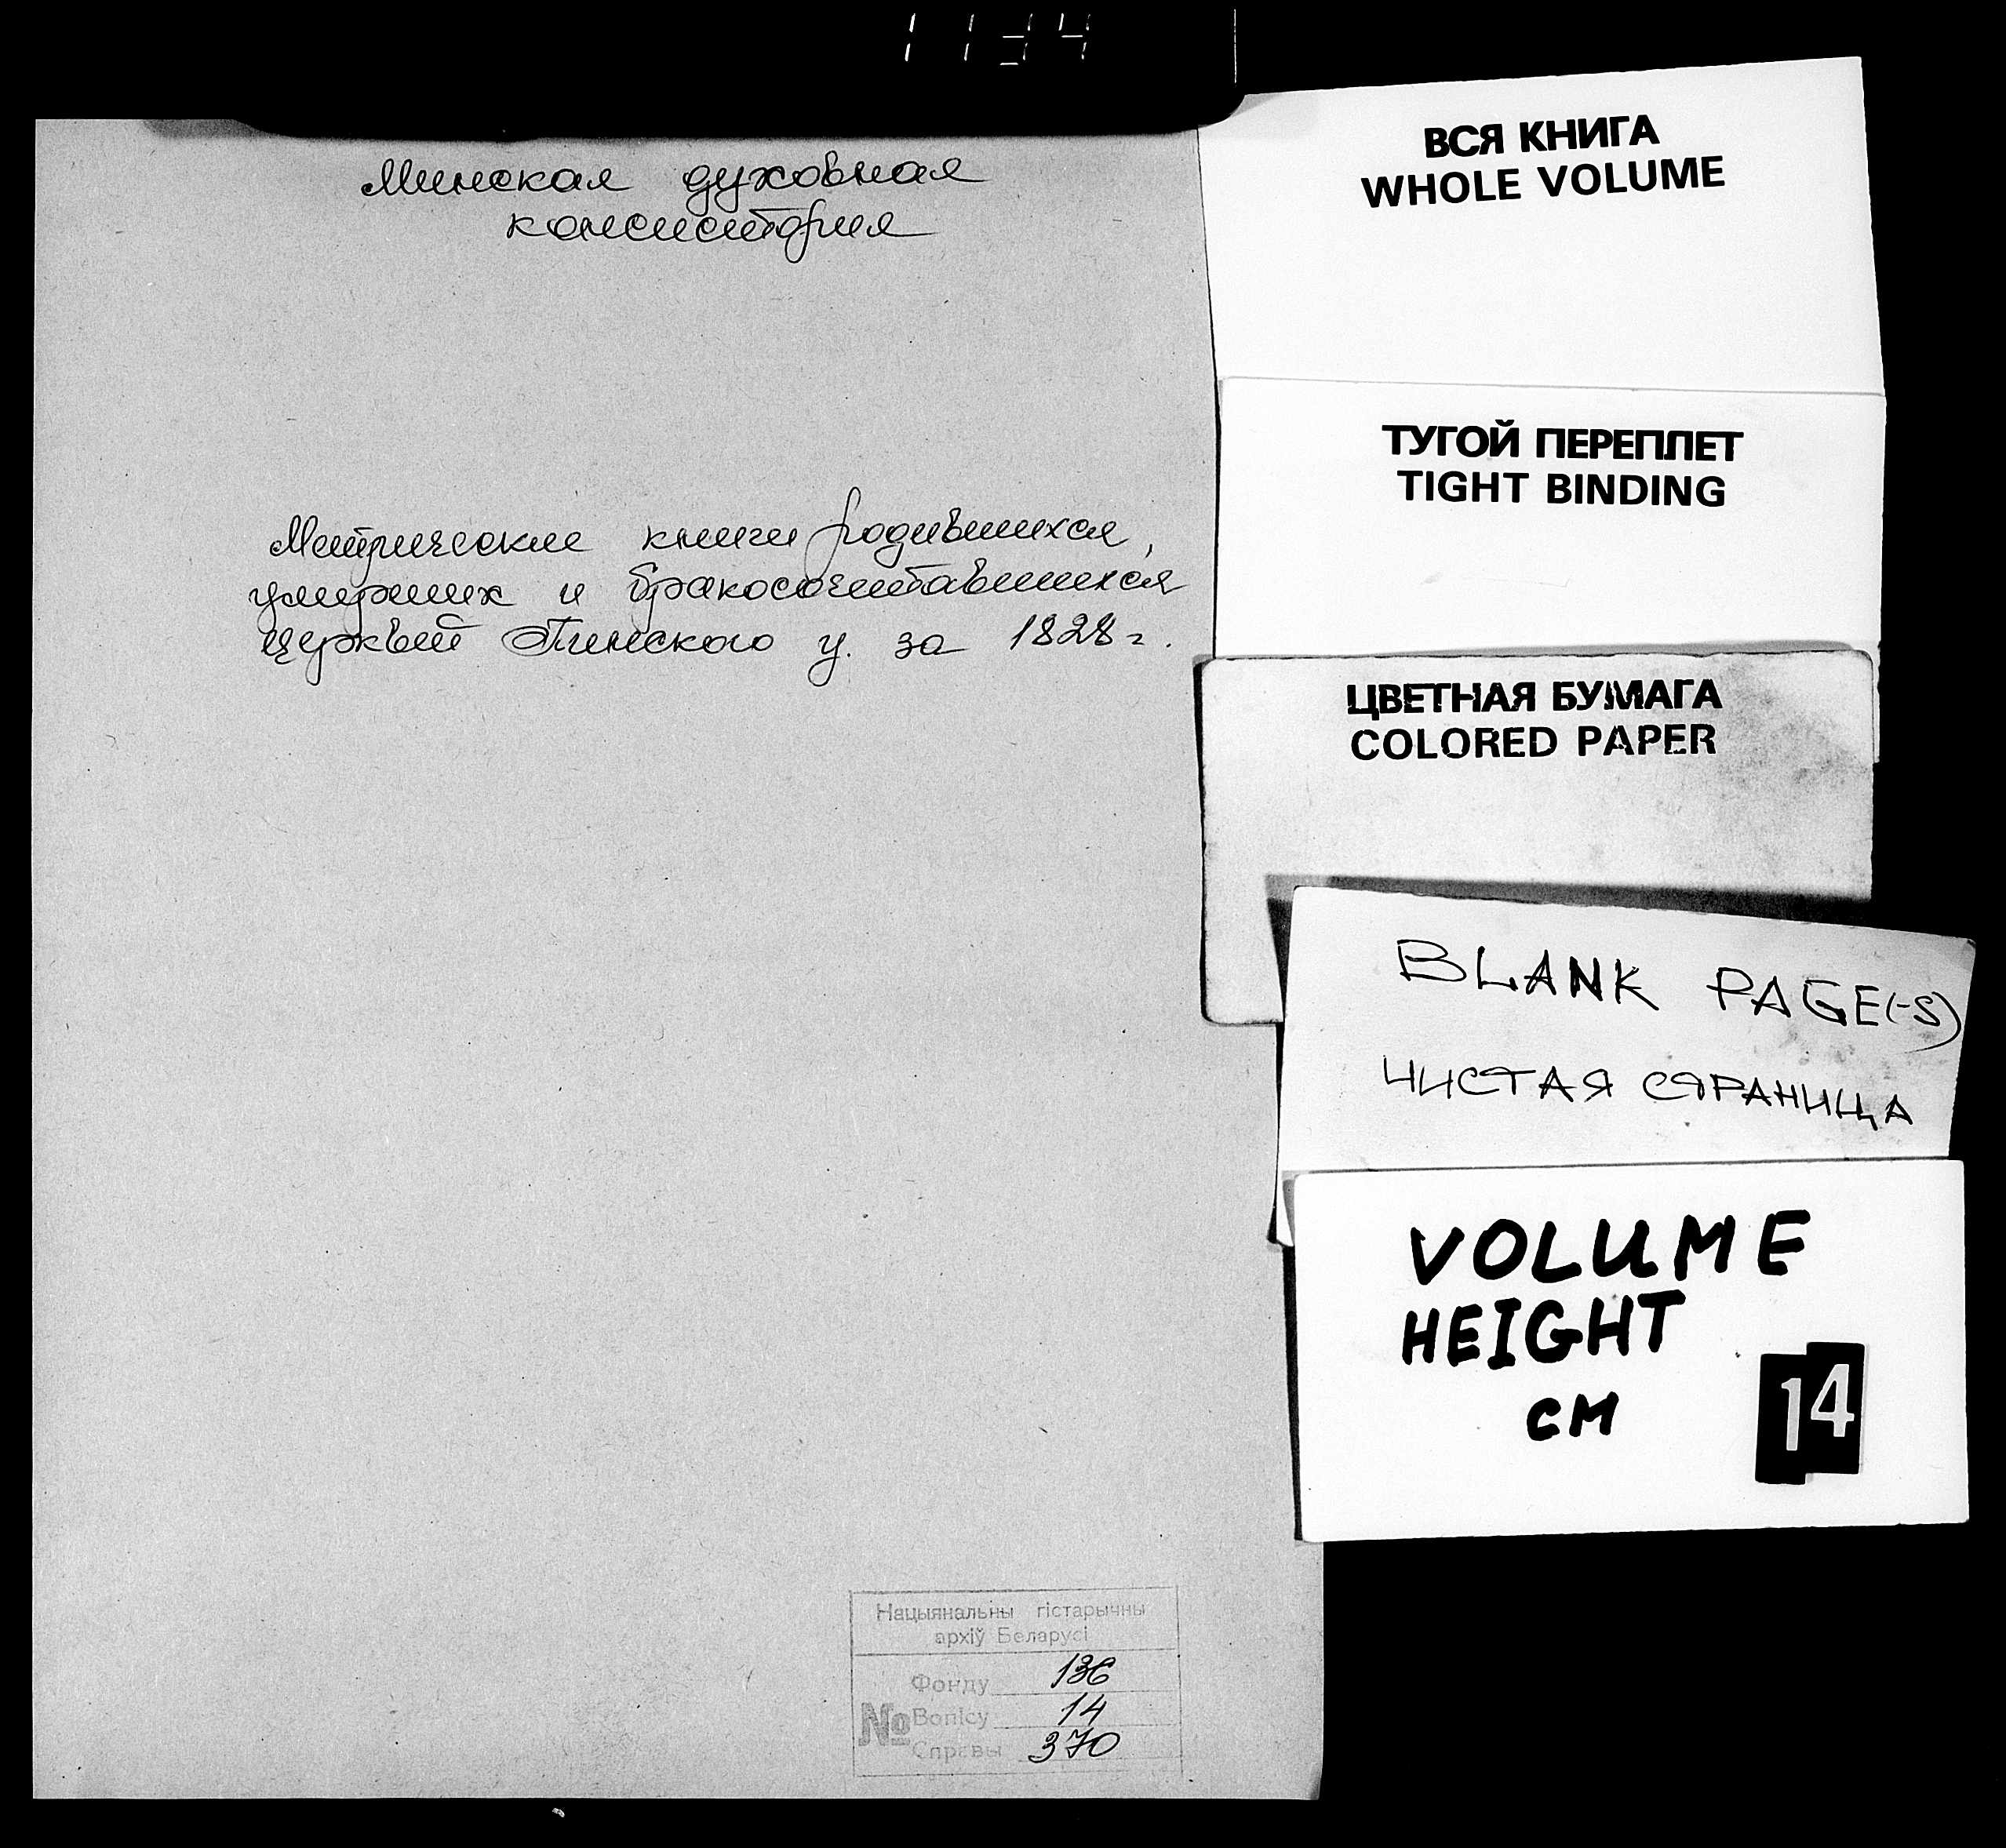 Минская духовная
консистория
Метрические книги родившихся,
умерших и бракосочетавшихся
церквей Пинского у. за 1828 г.
Нацыянальны гістарычны
архіў Беларусі
Фонду 136
№ Вопісу 14
Справы 370
ВСЯ КНИГА
WHOLE VOLUME
ТУГОЙ ПЕРЕПЛЕТ
TIGHT BINDING
ЦВЕТНАЯ БУМАГА
COLORED PAPER
BLANK PAGE(-S)
ЧИСТАЯ СТРАНИЦА
VOLUME
HEIGHT
CM 14